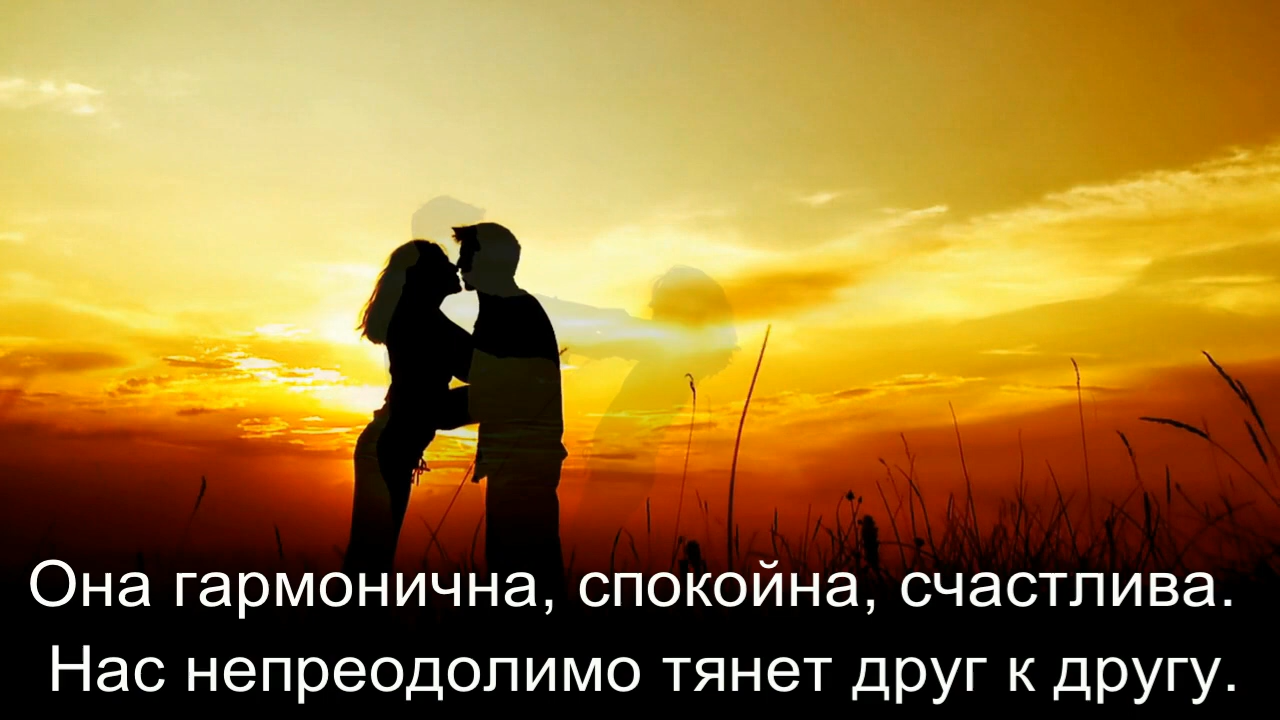 Она гармонична, спокойна, счастлива.
Нас непреодолимо тянет друг к другу.